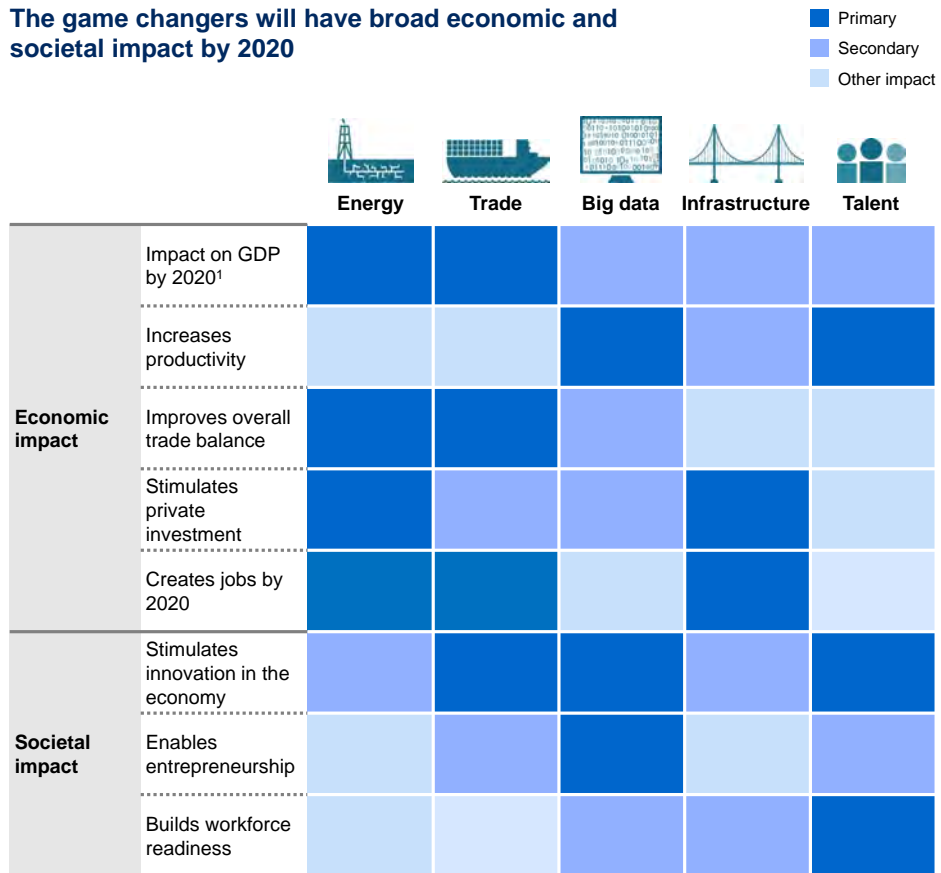 The game changers will have broad economic and
societal impact by 2020
Primary
Secondary
Other impact
Energy
Trade
Big data
Infrastructure
Talent
Economic
impact
Impact on GDP
by 2020¹
Increases
productivity
Improves overall
trade balance
Stimulates
private
investment
Creates jobs by
2020
Societal
impact
Stimulates
innovation in the
economy
Enables
entrepreneurship
Builds workforce
readiness